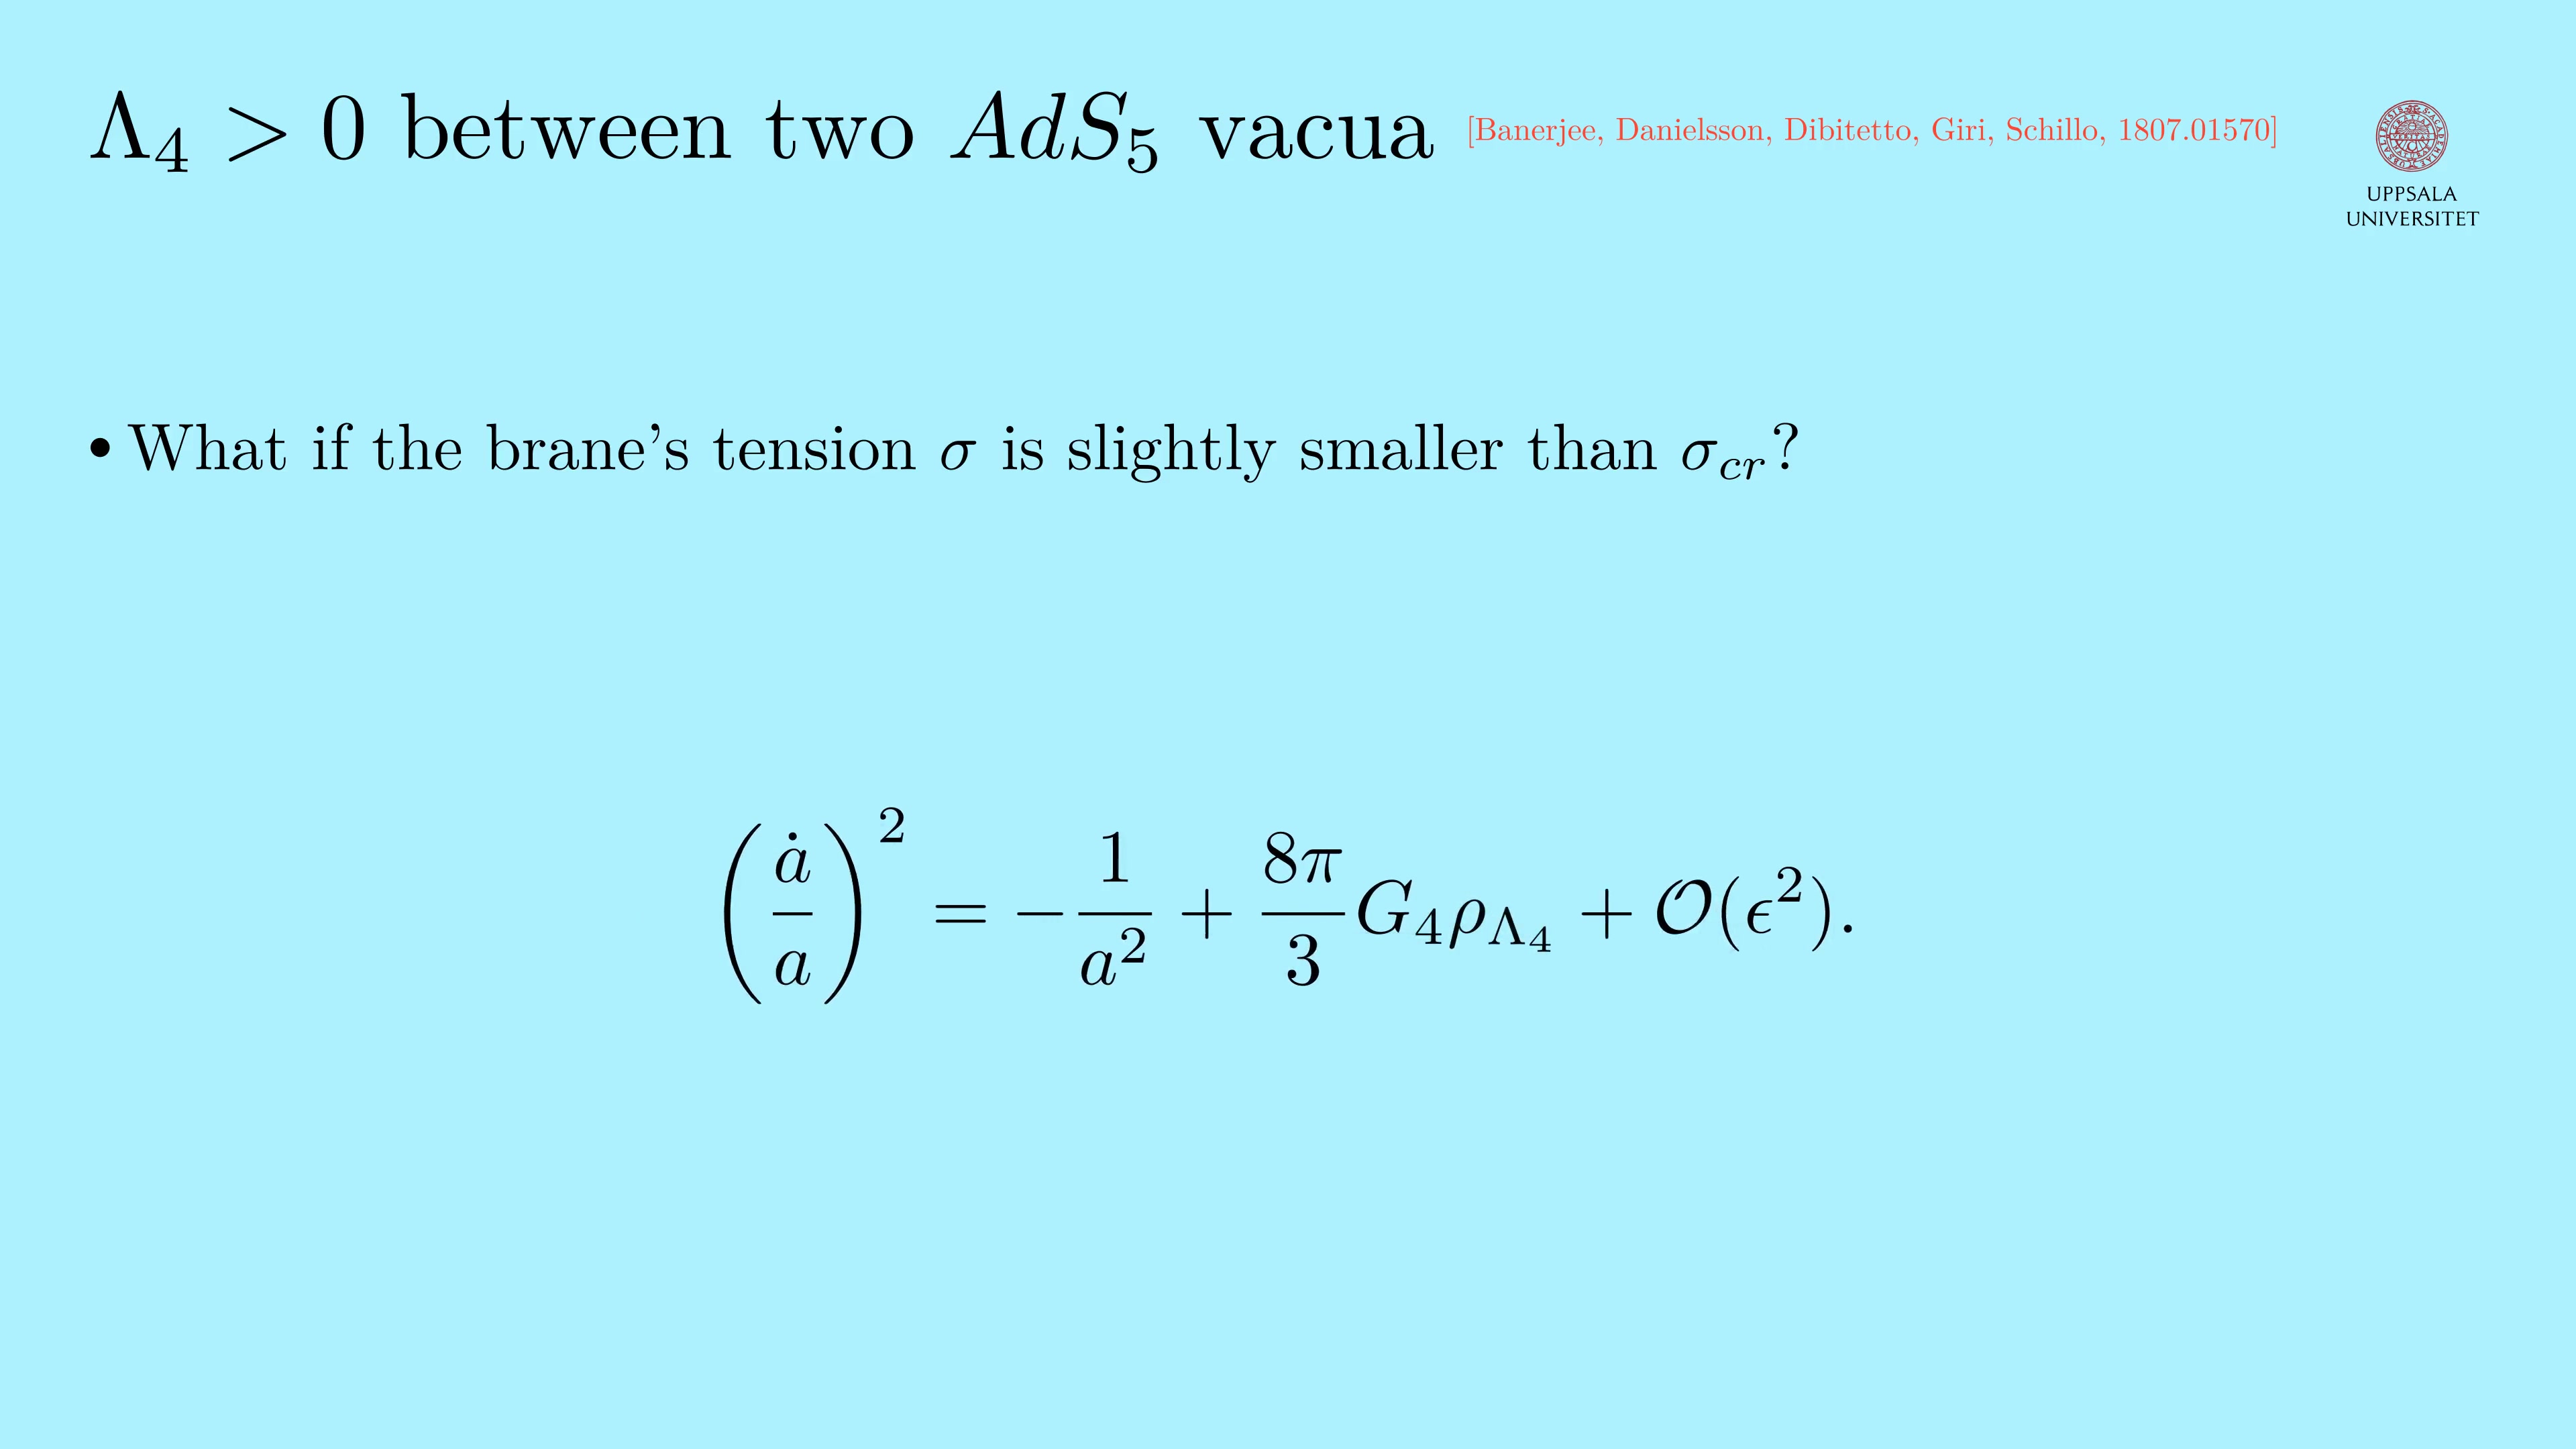 $\Lambda_4 > 0$ between two $AdS_5$ vacua [Banerjee, Danielsson, Dibitetto, Giri, Schillo, 1807.01570]
UPPSALA
UNIVERSITET
• What if the brane’s tension $\sigma$ is slightly smaller than $\sigma_{cr}$?
$\left(\frac{\dot{a}}{a}\right)^2 = -\frac{1}{a^2} + \frac{8\pi}{3} G_4 \rho_{\Lambda_4} + \mathcal{O}(\epsilon^2).$